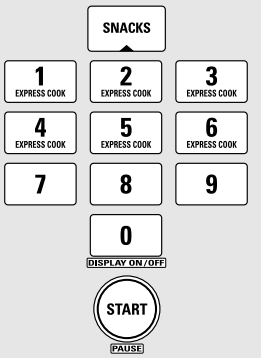 SNACKS
1 2 3
EXPRESS COOK EXPRESS COOK EXPRESS COOK
4 5 6
EXPRESS COOK EXPRESS COOK EXPRESS COOK
7 8 9
0
DISPLAY ON/OFF
START
PAUSE